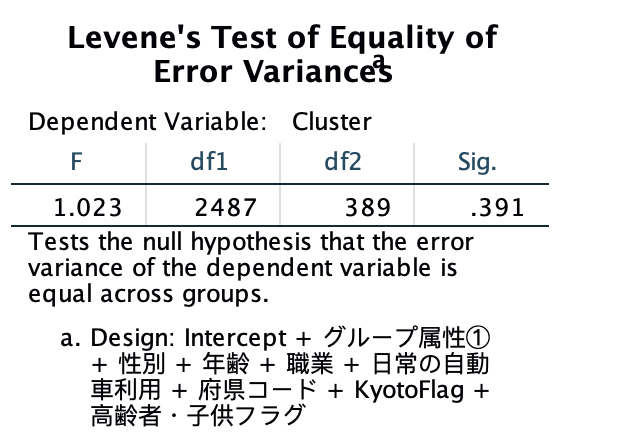 Levene's Test of Equality of
Error Variancesa
Dependent Variable: Cluster
F df1 df2 Sig.
1.023 2487 389 .391
Tests the null hypothesis that the error
variance of the dependent variable is
equal across groups.
a. Design: Intercept + グループ属性①
+ 性別 + 年齢 + 職業 + 日常の自動
車利用 + 府県コード + KyotoFlag +
高齢者・子供フラグ